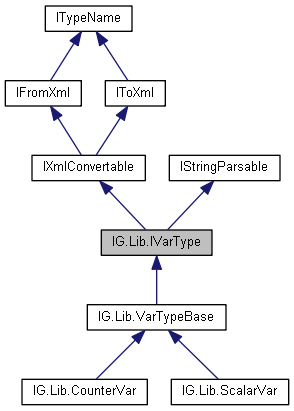 ITypeName
IFromXml
IToXml
IXmlConvertable
IStringParsable
IG.Lib.IVarType
IG.Lib.VarTypeBase
IG.Lib.CounterVar
IG.Lib.ScalarVar